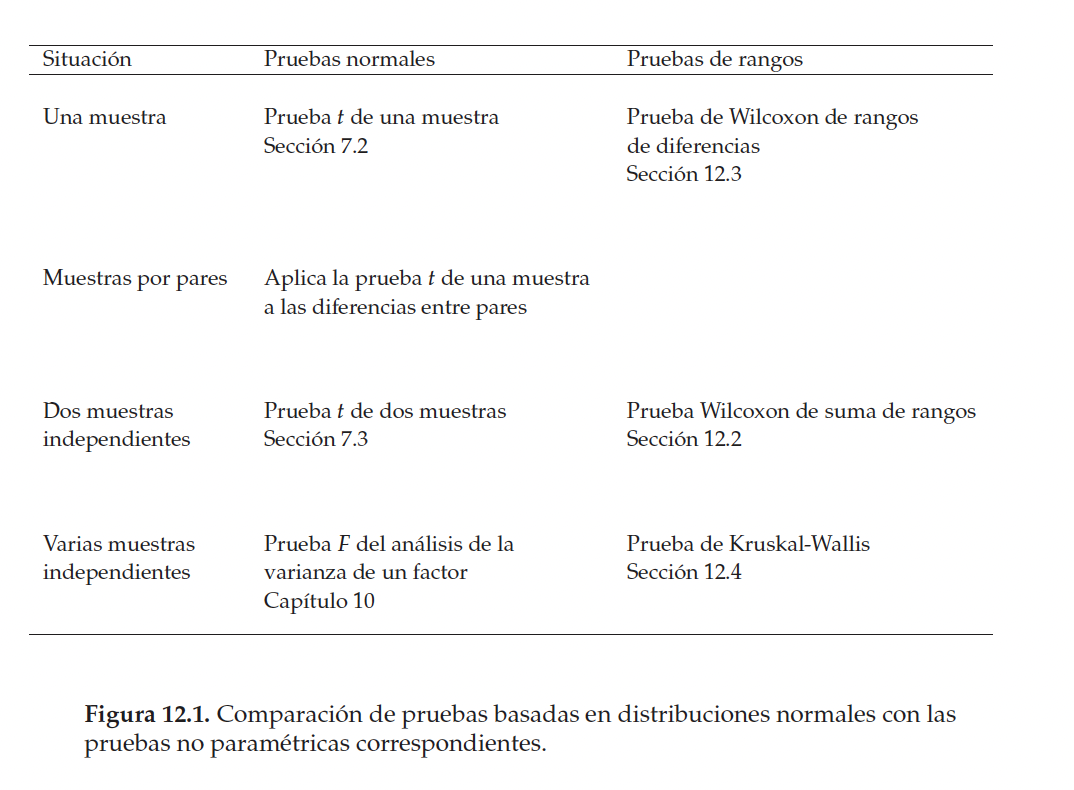 Situación Pruebas normales Pruebas de rangos
Una muestra Prueba t de una muestra Prueba de Wilcoxon de rangos
Sección 7.2 de diferencias
Sección 12.3
Muestras por pares Aplica la prueba t de una muestra
a las diferencias entre pares
Dos muestras Prueba t de dos muestras Prueba Wilcoxon de suma de rangos
independientes Sección 7.3 Sección 12.2
Varias muestras Prueba F del análisis de la Prueba de Kruskal-Wallis
independientes varianza de un factor Sección 12.4
Capítulo 10
Figura 12.1. Comparación de pruebas basadas en distribuciones normales con las
pruebas no paramétricas correspondientes.